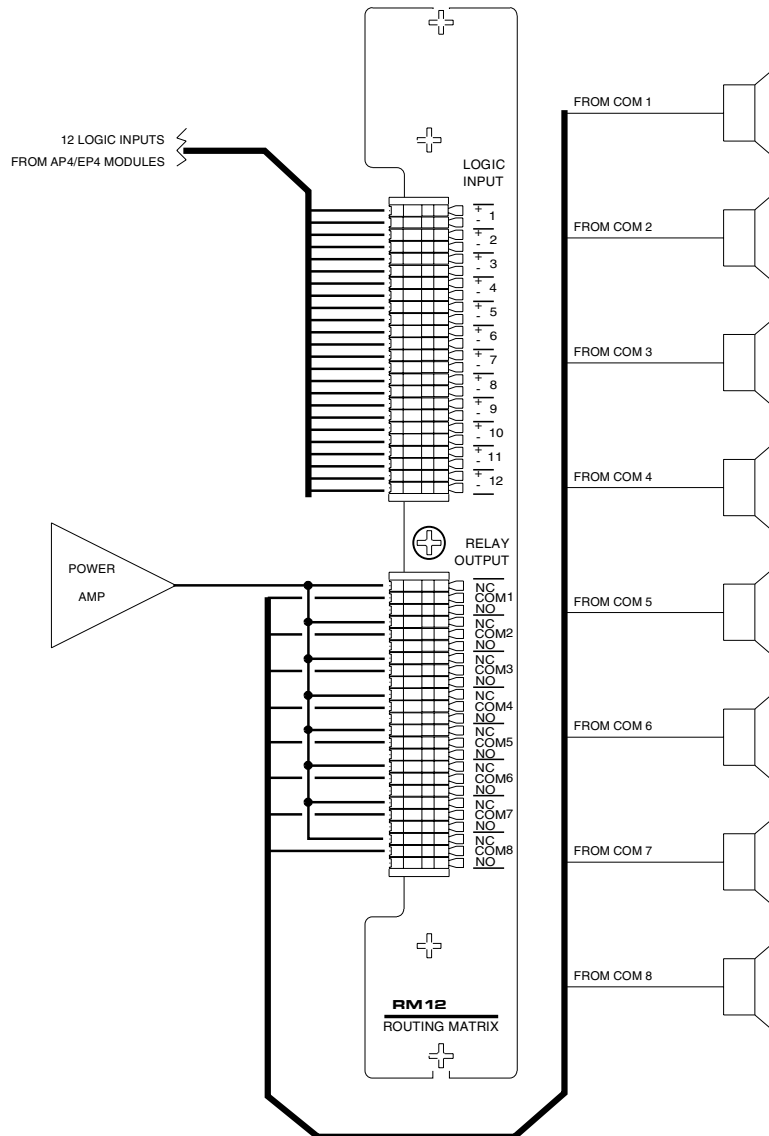 12 LOGIC INPUTS
FROM AP4/EP4 MODULES
LOGIC
INPUT
+
- 1
+
- 2
+
- 3
+
- 4
+
- 5
+
- 6
+
- 7
+
- 8
+
- 9
+
- 10
+
- 11
+
- 12
POWER
AMP
RELAY
OUTPUT
NC
COM1
NO
NC
COM2
NO
NC
COM3
NO
NC
COM4
NO
NC
COM5
NO
NC
COM6
NO
NC
COM7
NO
NC
COM8
NO
RM12
ROUTING MATRIX
FROM COM 1
FROM COM 2
FROM COM 3
FROM COM 4
FROM COM 5
FROM COM 6
FROM COM 7
FROM COM 8